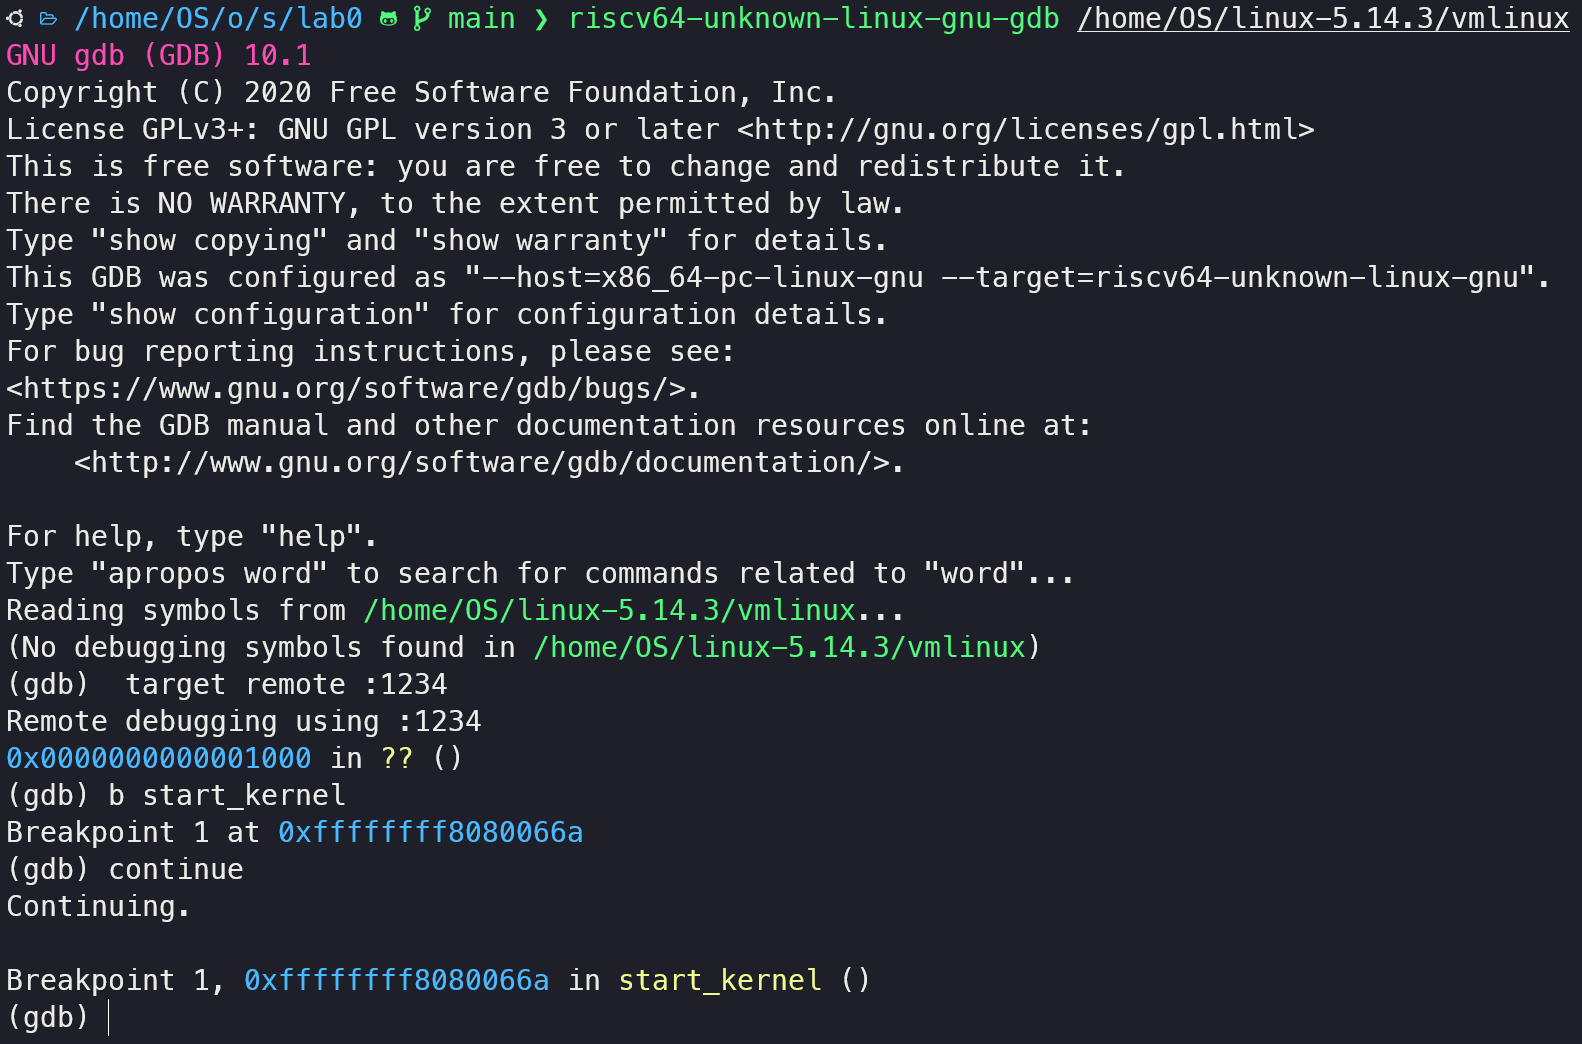 /home/OS/o/s/lab0 main ❯ riscv64-unknown-linux-gnu-gdb /home/OS/linux-5.14.3/vmlinux
GNU gdb (GDB) 10.1
Copyright (C) 2020 Free Software Foundation, Inc.
License GPLv3+: GNU GPL version 3 or later <http://gnu.org/licenses/gpl.html>
This is free software: you are free to change and redistribute it.
There is NO WARRANTY, to the extent permitted by law.
Type "show copying" and "show warranty" for details.
This GDB was configured as "--host=x86_64-pc-linux-gnu --target=riscv64-unknown-linux-gnu".
Type "show configuration" for configuration details.
For bug reporting instructions, please see:
<https://www.gnu.org/software/gdb/bugs/>.
Find the GDB manual and other documentation resources online at:
    <http://www.gnu.org/software/gdb/documentation/>.

For help, type "help".
Type "apropos word" to search for commands related to "word"...
Reading symbols from /home/OS/linux-5.14.3/vmlinux...
(No debugging symbols found in /home/OS/linux-5.14.3/vmlinux)
(gdb)  target remote :1234
Remote debugging using :1234
0x0000000000001000 in ?? ()
(gdb) b start_kernel
Breakpoint 1 at 0xffffffff8080066a
(gdb) continue
Continuing.

Breakpoint 1, 0xffffffff8080066a in start_kernel ()
(gdb)